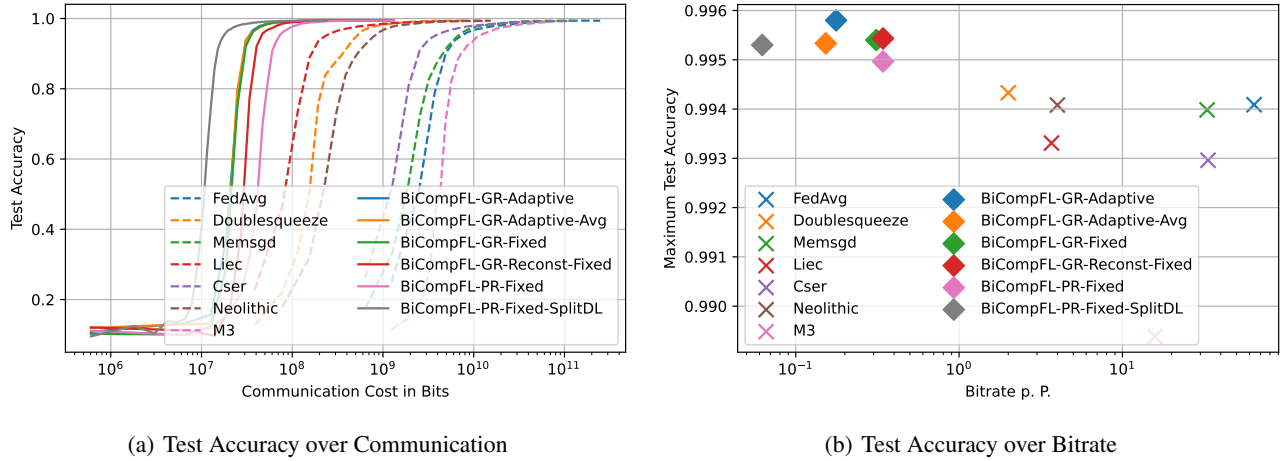 1.0
0.8
0.6
0.4
0.2
Test Accuracy
FedAvg
Doublesqueeze
Memsgd
Liec
Cser
Neolithic
M3
BiCompFL-GR-Adaptive
BiCompFL-GR-Adaptive-Avg
BiCompFL-GR-Fixed
BiCompFL-GR-Reconst-Fixed
BiCompFL-PR-Fixed
BiCompFL-PR-Fixed-SplitDL
10⁶ 10⁷ 10⁸ 10⁹ 10¹⁰ 10¹¹
Communication Cost in Bits
(a) Test Accuracy over Communication
0.996
0.995
0.994
0.993
0.992
0.991
0.990
Maximum Test Accuracy
FedAvg
Doublesqueeze
Memsgd
Liec
Cser
Neolithic
M3
BiCompFL-GR-Adaptive
BiCompFL-GR-Adaptive-Avg
BiCompFL-GR-Fixed
BiCompFL-GR-Reconst-Fixed
BiCompFL-PR-Fixed
BiCompFL-PR-Fixed-SplitDL
10⁻¹ 10⁰ 10¹
Bitrate p. P.
(b) Test Accuracy over Bitrate